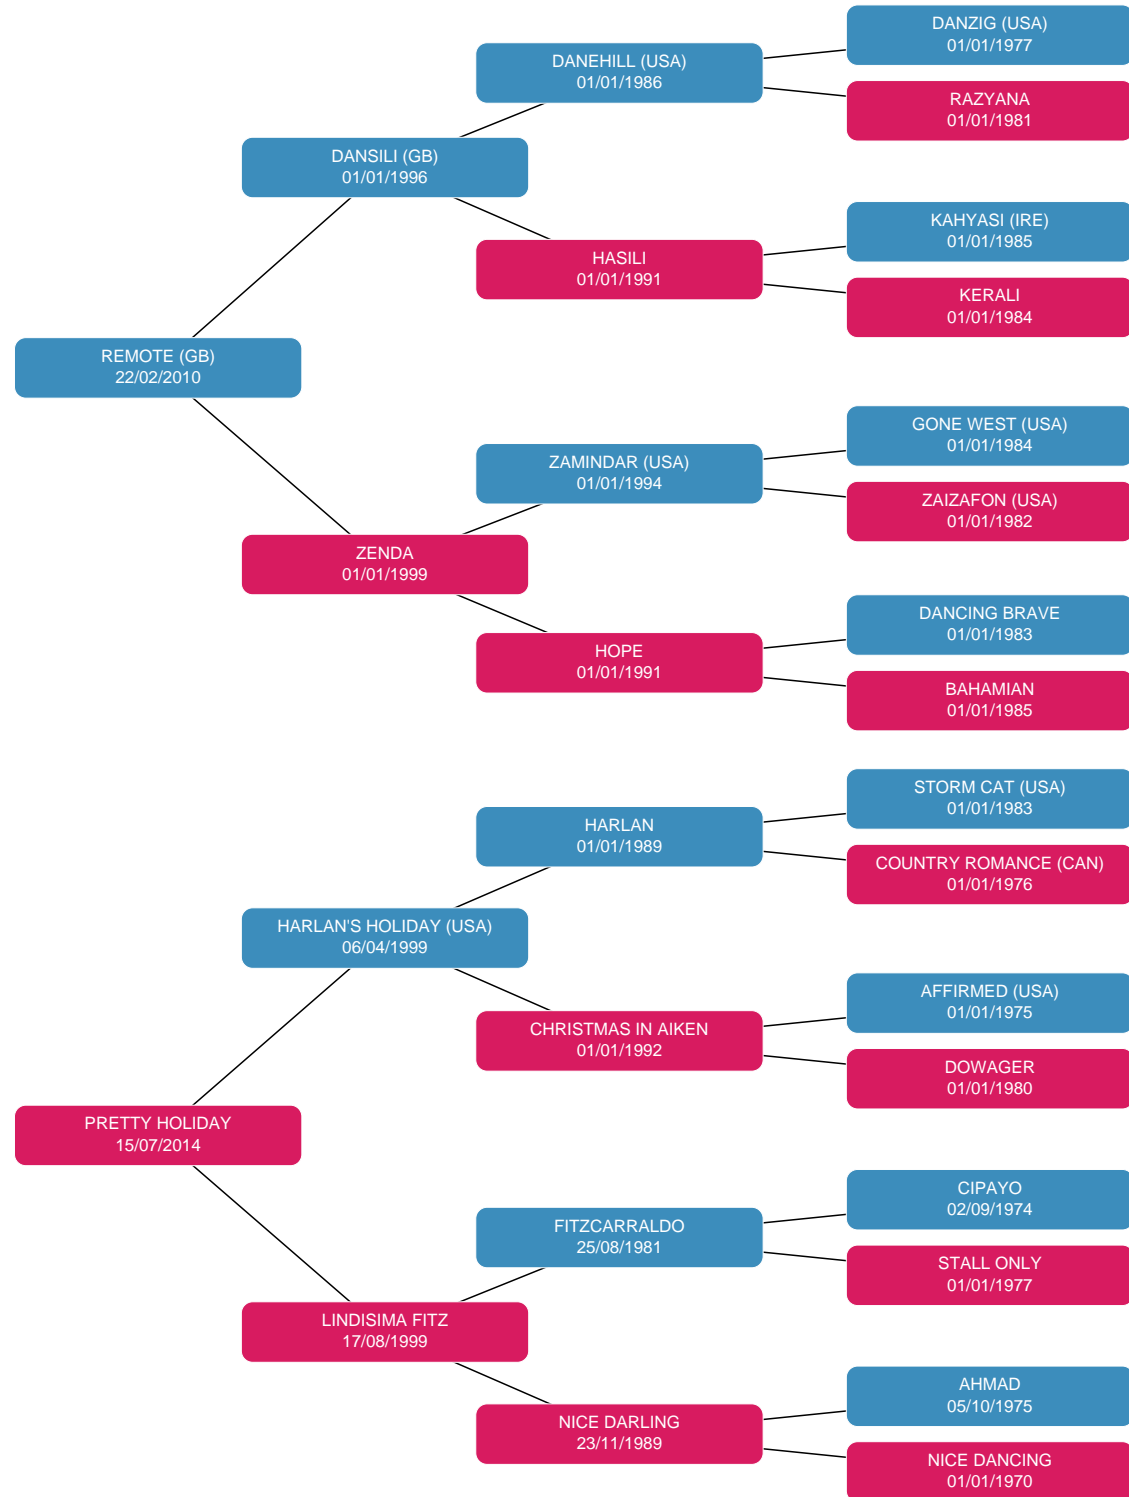 DANZIG (USA)
01/01/1977
DANEHILL (USA)
01/01/1986
RAZYANA
01/01/1981
DANSILI (GB)
01/01/1996
KAHYASI (IRE)
01/01/1985
HASILI
01/01/1991
KERALI
01/01/1984
REMOTE (GB)
22/02/2010
GONE WEST (USA)
01/01/1984
ZAMINDAR (USA)
01/01/1994
ZAIZAFON (USA)
01/01/1982
ZENDA
01/01/1999
DANCING BRAVE
01/01/1983
HOPE
01/01/1991
BAHAMIAN
01/01/1985
STORM CAT (USA)
01/01/1983
HARLAN
01/01/1989
COUNTRY ROMANCE (CAN)
01/01/1976
HARLAN'S HOLIDAY (USA)
06/04/1999
AFFIRMED (USA)
01/01/1975
CHRISTMAS IN AIKEN
01/01/1992
DOWAGER
01/01/1980
PRETTY HOLIDAY
15/07/2014
CIPAYO
02/09/1974
FITZCARRALDO
25/08/1981
STALL ONLY
01/01/1977
LINDISIMA FITZ
17/08/1999
AHMAD
05/10/1975
NICE DARLING
23/11/1989
NICE DANCING
01/01/1970